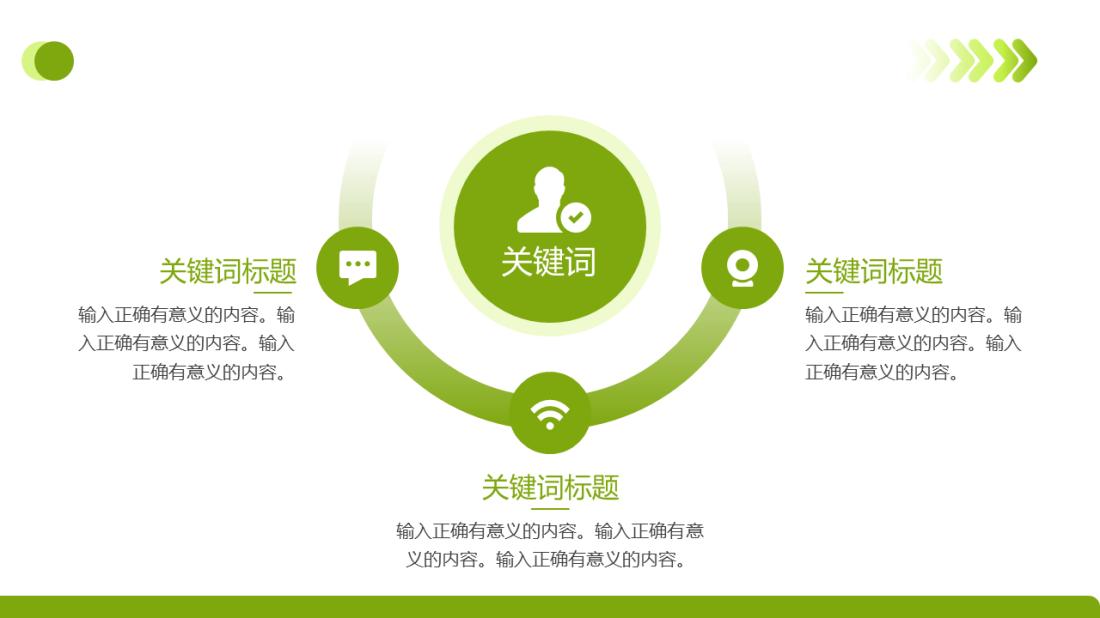 关键词
关键词标题
输入正确有意义的内容。输
入正确有意义的内容。输入
正确有意义的内容。
关键词标题
输入正确有意义的内容。输
入正确有意义的内容。输入
正确有意义的内容。
关键词标题
输入正确有意义的内容。输入正确有意
义的内容。输入正确有意义的内容。